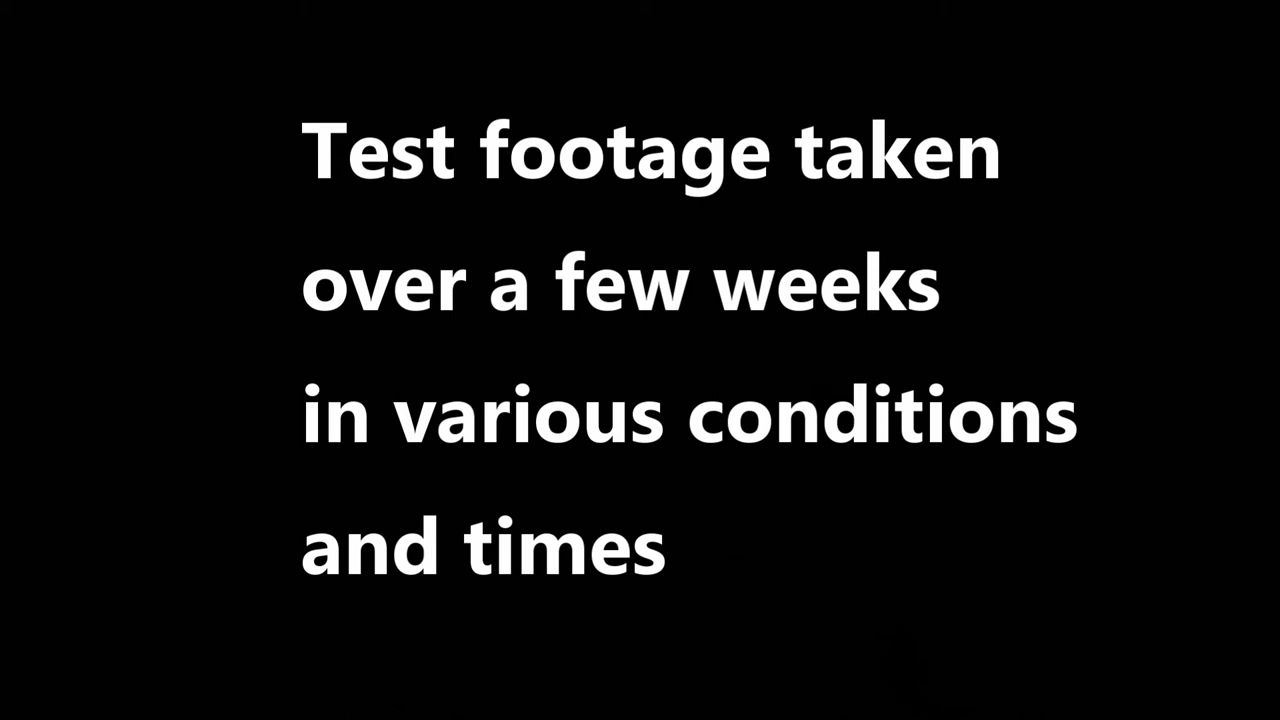 Test footage taken
over a few weeks
in various conditions
and times